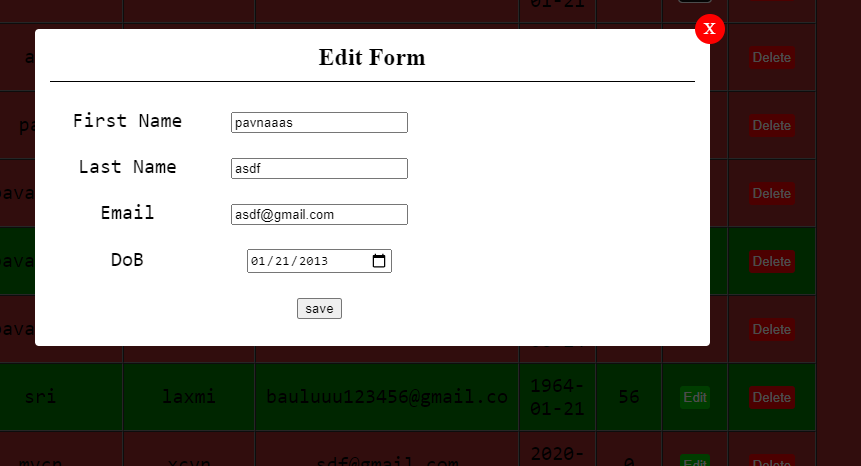 01-21
X
Edit Form
Delete
First Name pavnaaas
Delete
Last Name asdf
Delete
Email asdf@gmail.com
DoB 01/21/2013
Delete
save
Delete
sri laxmi bauluuu123456@gmail.co 1964-
01-21 56 Edit Delete
2020-
mycn xcvn sdf@gmail.com 0 Edit Delete